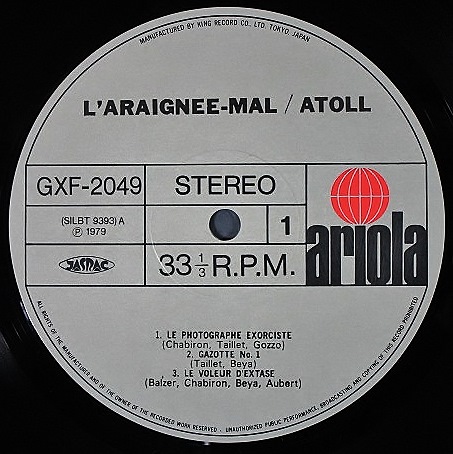 MANUFACTURED BY KING RECORD CO., LTD. TOKYO, JAPAN
L'ARAIGNEE-MAL / ATOLL
GXF-2049
STEREO
(SILBT 9393) A
Ⓟ 1979
1
JASRAC
33 1/3 R.P.M.
ariola
1. LE PHOTOGRAPHE EXORCISTE
(Chabiron, Taillet, Gozzo)
2. GAZOTTE No. 1
(Taillet, Beya)
3. LE VOLEUR D'EXTASE
(Balzer, Chabiron, Beya, Aubert)
ALL RIGHTS OF THE MANUFACTURER AND OF THE OWNER OF THE RECORDED WORK RESERVED · UNAUTHORIZED PUBLIC PERFORMANCE, BROADCASTING AND COPYING OF THIS RECORD PROHIBITED